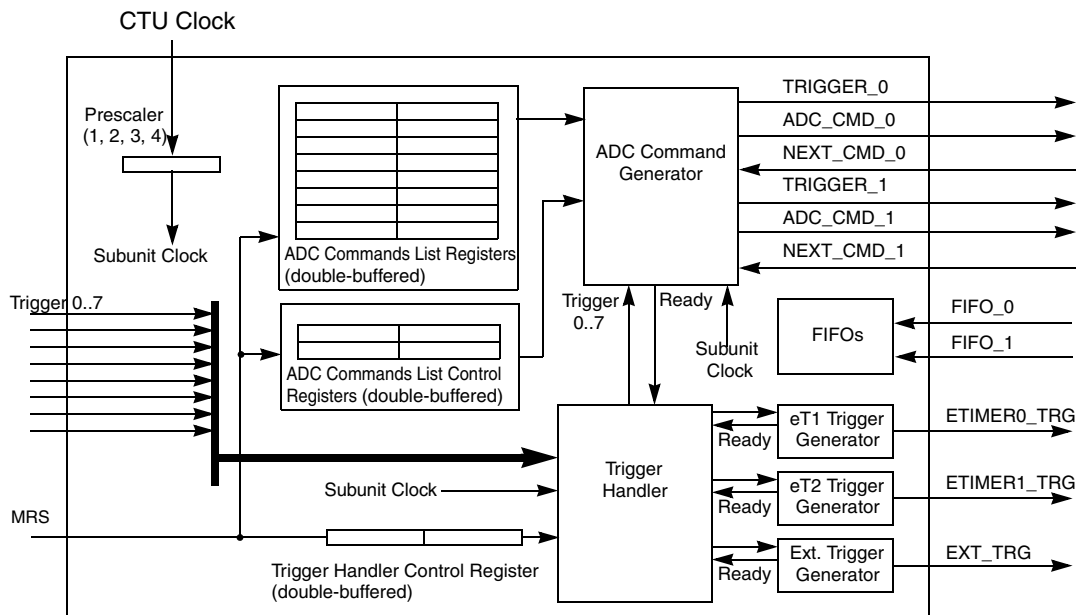 CTU Clock
Prescaler
(1, 2, 3, 4)
Subunit Clock
ADC Commands List Registers
(double-buffered)
ADC Command
Generator
TRIGGER_0
ADC_CMD_0
NEXT_CMD_0
TRIGGER_1
ADC_CMD_1
NEXT_CMD_1
Trigger 0..7
ADC Commands List Control
Registers (double-buffered)
Trigger
0..7
Ready
Subunit
Clock
FIFOs
FIFO_0
FIFO_1
Trigger
Handler
Ready
eT1 Trigger
Generator
ETIMER0_TRG
Subunit Clock
Ready
eT2 Trigger
Generator
ETIMER1_TRG
MRS
Trigger Handler Control Register
(double-buffered)
Ready
Ext. Trigger
Generator
EXT_TRG